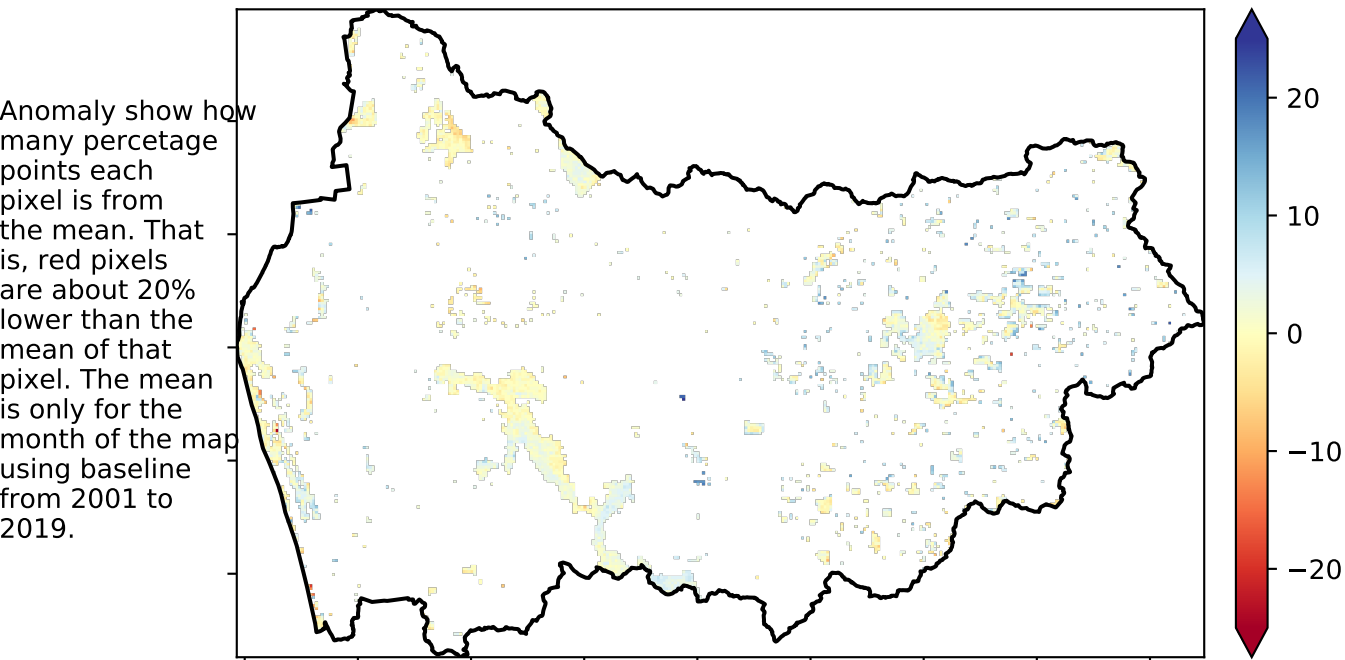 Anomaly show how
many percetage
points each
pixel is from
the mean. That
is, red pixels
are about 20%
lower than the
mean of that
pixel. The mean
is only for the
month of the map
using baseline
from 2001 to
2019.
20
10
0
−10
−20